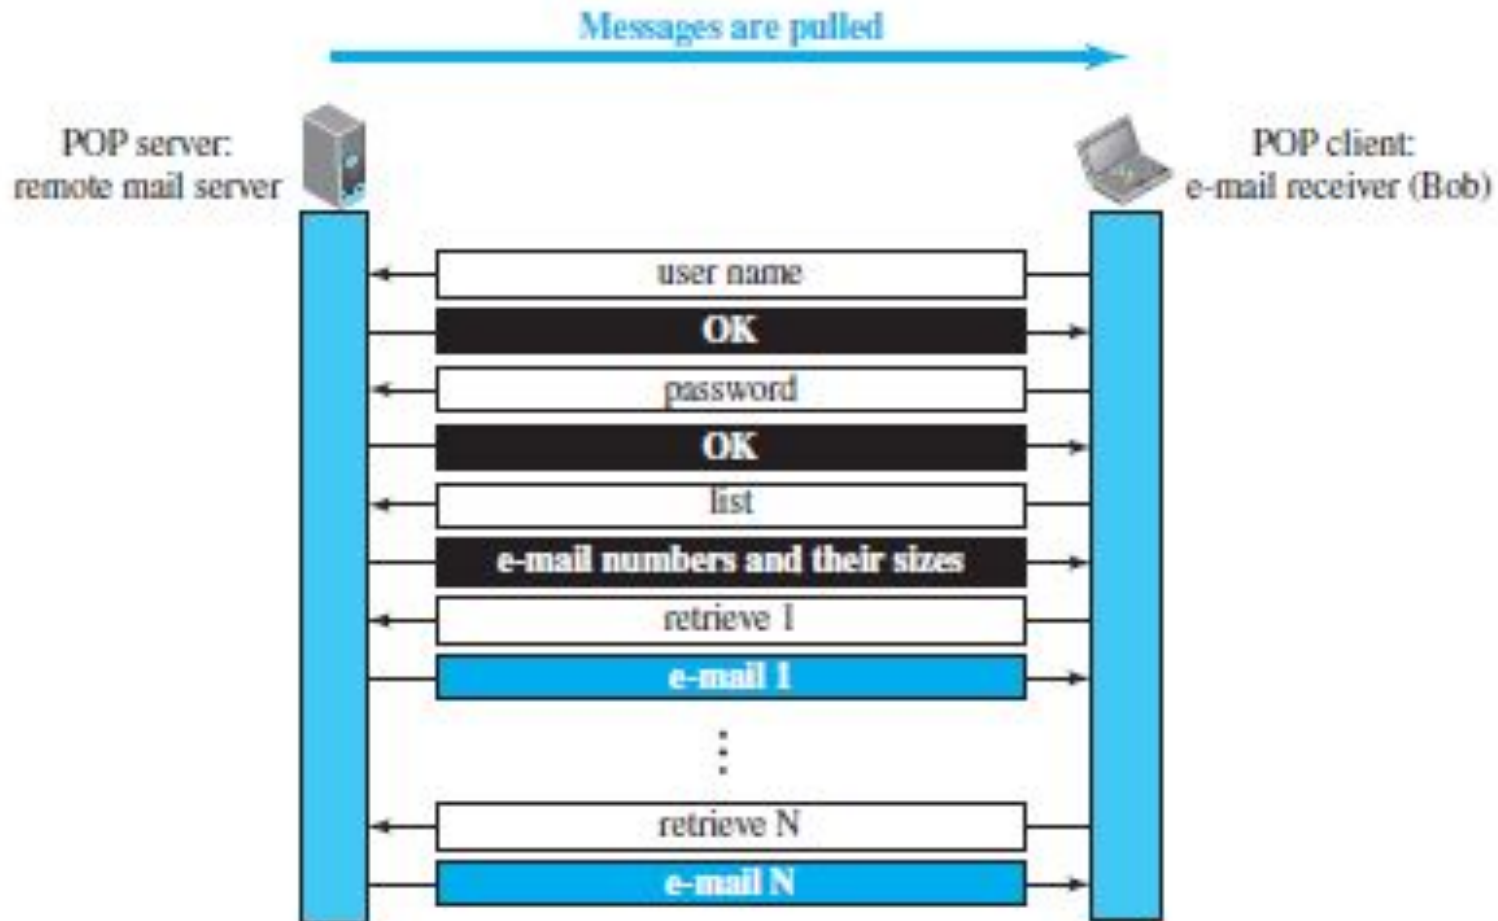 Messages are pulled
POP server:
remote mail server
POP client:
e-mail receiver (Bob)
user name
OK
password
OK
list
e-mail numbers and their sizes
retrieve 1
e-mail 1
⋮
retrieve N
e-mail N